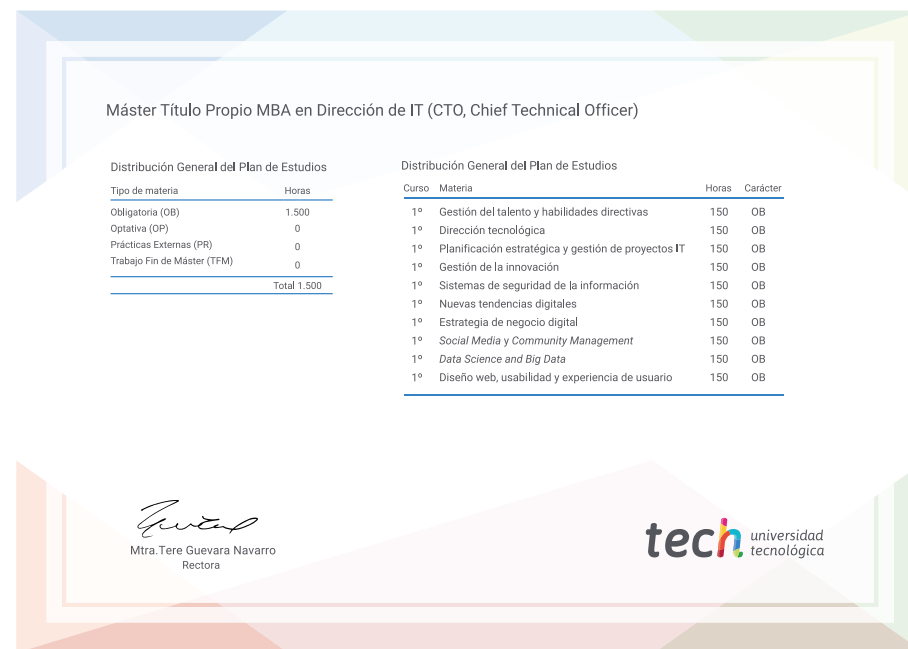 Máster Título Propio MBA en Dirección de IT (CTO, Chief Technical Officer)
Distribución General del Plan de Estudios
Tipo de materia Horas
Obligatoria (OB) 1.500
Optativa (OP) 0
Prácticas Externas (PR) 0
Trabajo Fin de Máster (TFM) 0
Total 1.500
Distribución General del Plan de Estudios
Curso Materia Horas Carácter
1º Gestión del talento y habilidades directivas 150 OB
1º Dirección tecnológica 150 OB
1º Planificación estratégica y gestión de proyectos IT 150 OB
1º Gestión de la innovación 150 OB
1º Sistemas de seguridad de la información 150 OB
1º Nuevas tendencias digitales 150 OB
1º Estrategia de negocio digital 150 OB
1º Social Media y Community Management 150 OB
1º Data Science and Big Data 150 OB
1º Diseño web, usabilidad y experiencia de usuario 150 OB
Mtra.Tere Guevara Navarro
Rectora
tech universidad
tecnológica